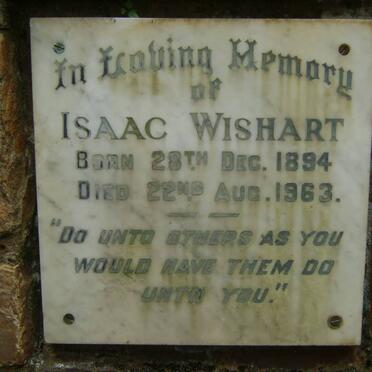 In Loving Memory
of
ISAAC WISHART
BORN 28TH DEC. 1894
DIED 22ND AUG. 1963.
"DO UNTO OTHERS AS YOU
WOULD HAVE THEM DO
UNTO YOU."